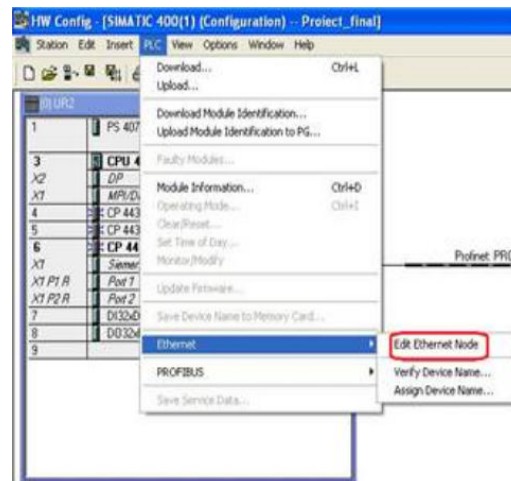 HW Config - [SIMATIC 400(1) (Configuration) -- Project_final]
Station Edit Insert PLC View Options Window Help
Download... Ctrl+L
Upload...
(0) UR2
Download Module Identification...
1 PS 407
Upload Module Identification to PG...
3 CPU 4
Faulty Modules...
X2 DP
X1 MPI/D
Module Information... Ctrl+D
4 CP 443
Operating Mode... Ctrl+I
5 CP 443
Clear/Reset...
6 CP 44
Set Time of Day...
X1 Siemer
Monitor/Modify
Profinet: PRO
X1 P1 R Port 1
X1 P2 R Port 2
Update Firmware...
7 DI32xD
Save Device Name to Memory Card...
8 DO32x
9
Ethernet
Edit Ethernet Node
PROFIBUS
Verify Device Name...
Assign Device Name...
Save Service Data...